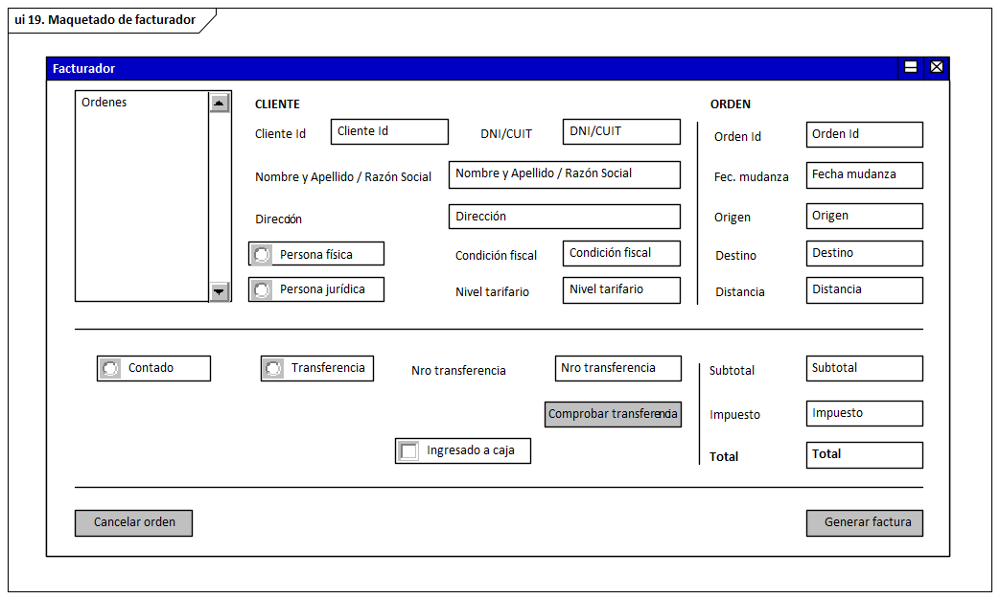 ui 19. Maquetado de facturador
Facturador
Ordenes
CLIENTE
Cliente Id
Cliente Id
DNI/CUIT
DNI/CUIT
Nombre y Apellido / Razón Social
Nombre y Apellido / Razón Social
Dirección
Dirección
Persona física
Condición fiscal
Condición fiscal
Persona jurídica
Nivel tarifario
Nivel tarifario
ORDEN
Orden Id
Orden Id
Fec. mudanza
Fecha mudanza
Origen
Origen
Destino
Destino
Distancia
Distancia
Contado
Transferencia
Nro transferencia
Nro transferencia
Comprobar transferencia
Ingresado a caja
Subtotal
Subtotal
Impuesto
Impuesto
Total
Total
Cancelar orden
Generar factura